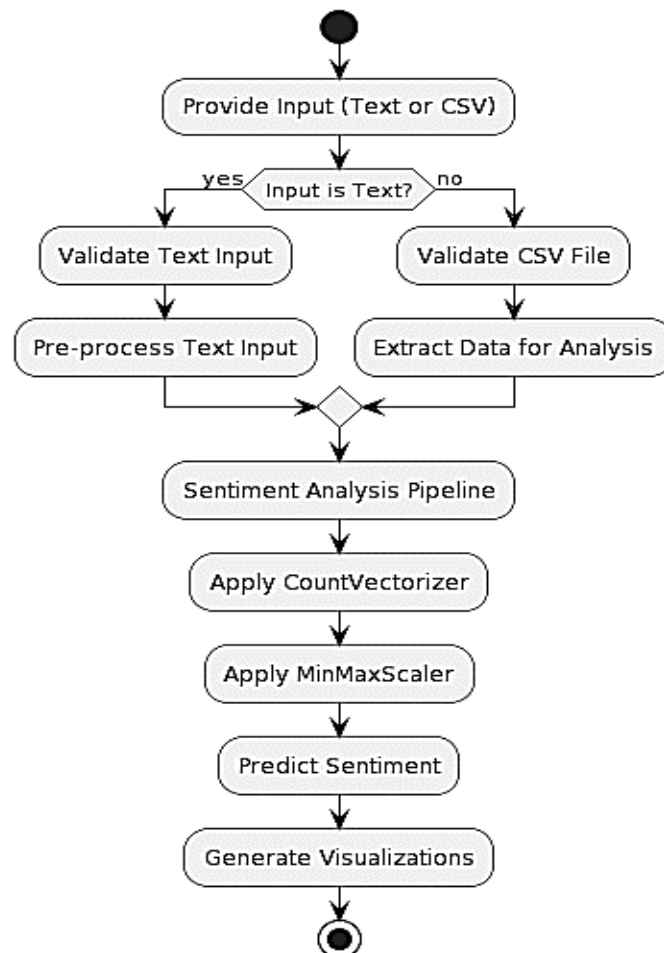 Provide Input (Text or CSV)
yes
Input is Text?
no
Validate Text Input
Validate CSV File
Pre-process Text Input
Extract Data for Analysis
Sentiment Analysis Pipeline
Apply CountVectorizer
Apply MinMaxScaler
Predict Sentiment
Generate Visualizations